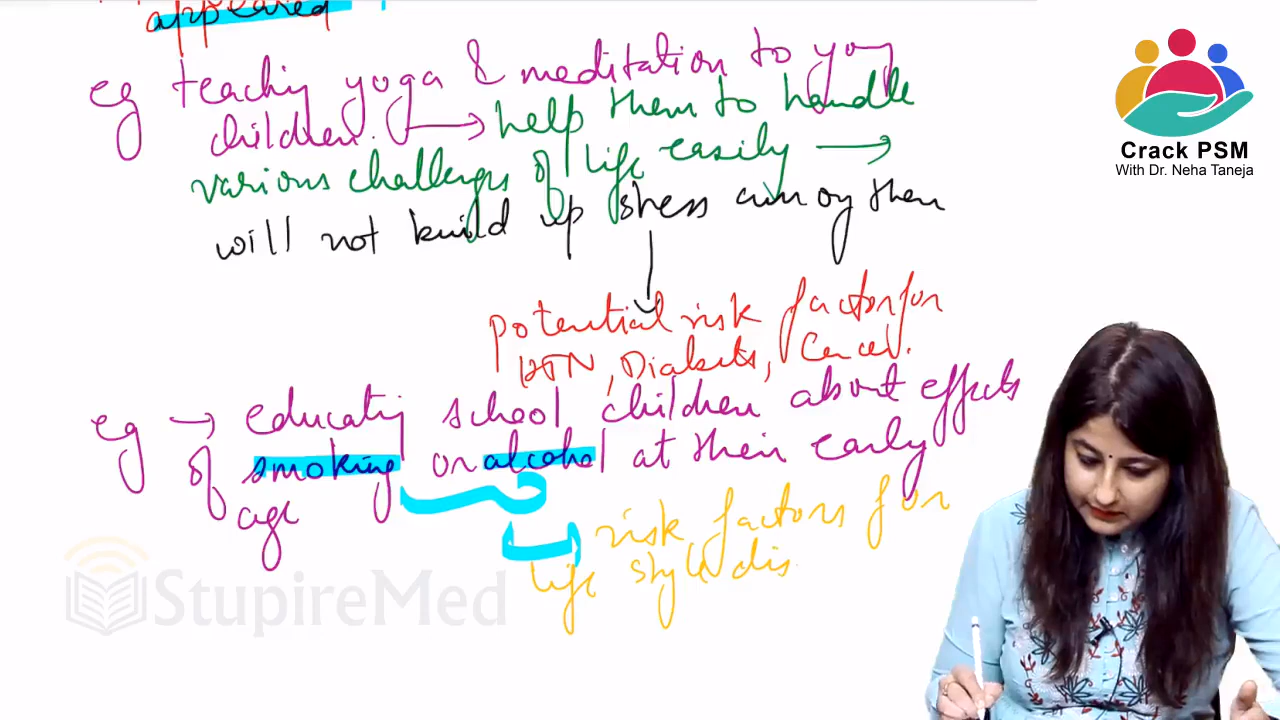 appeared
eg teaching yoga & meditation to young
children. → help them to handle
various challenges of life easily →
will not build up stress among them
potential risk factor for
HTN, Diabetes, Cancer.
eg → educating school children about effects
of smoking or alcohol at their early
age
risk factors for
life style dis.
Crack PSM
With Dr. Neha Taneja
StupireMed